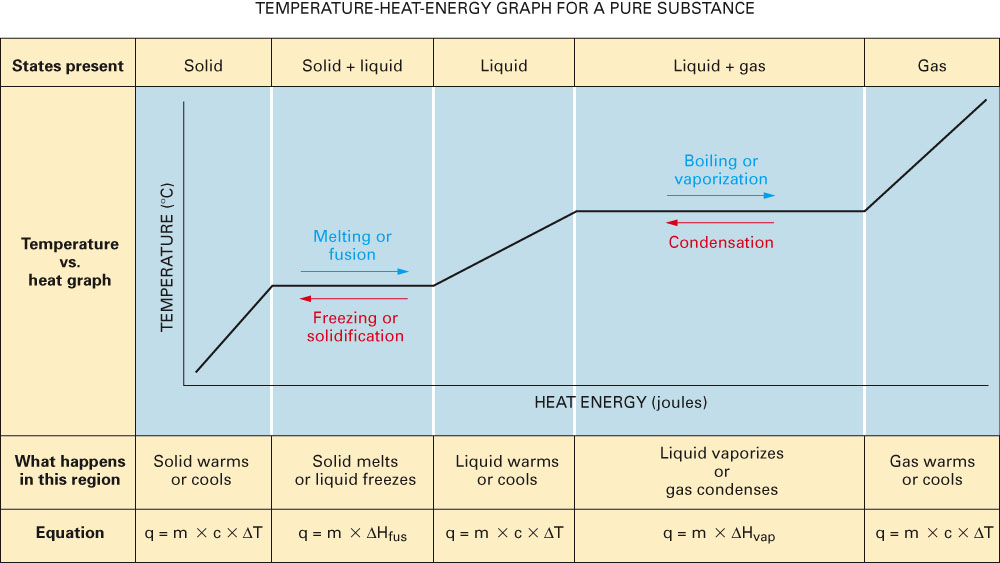 TEMPERATURE-HEAT-ENERGY GRAPH FOR A PURE SUBSTANCE
States present
Solid
Solid + liquid
Liquid
Liquid + gas
Gas
Temperature
vs.
heat graph
TEMPERATURE (°C)
Melting or
fusion
Freezing or
solidification
Boiling or
vaporization
Condensation
HEAT ENERGY (joules)
What happens
in this region
Solid warms
or cools
Solid melts
or liquid freezes
Liquid warms
or cools
Liquid vaporizes
or
gas condenses
Gas warms
or cools
Equation
q = m × c × ΔT
q = m × ΔHfus
q = m × c × ΔT
q = m × ΔHvap
q = m × c × ΔT